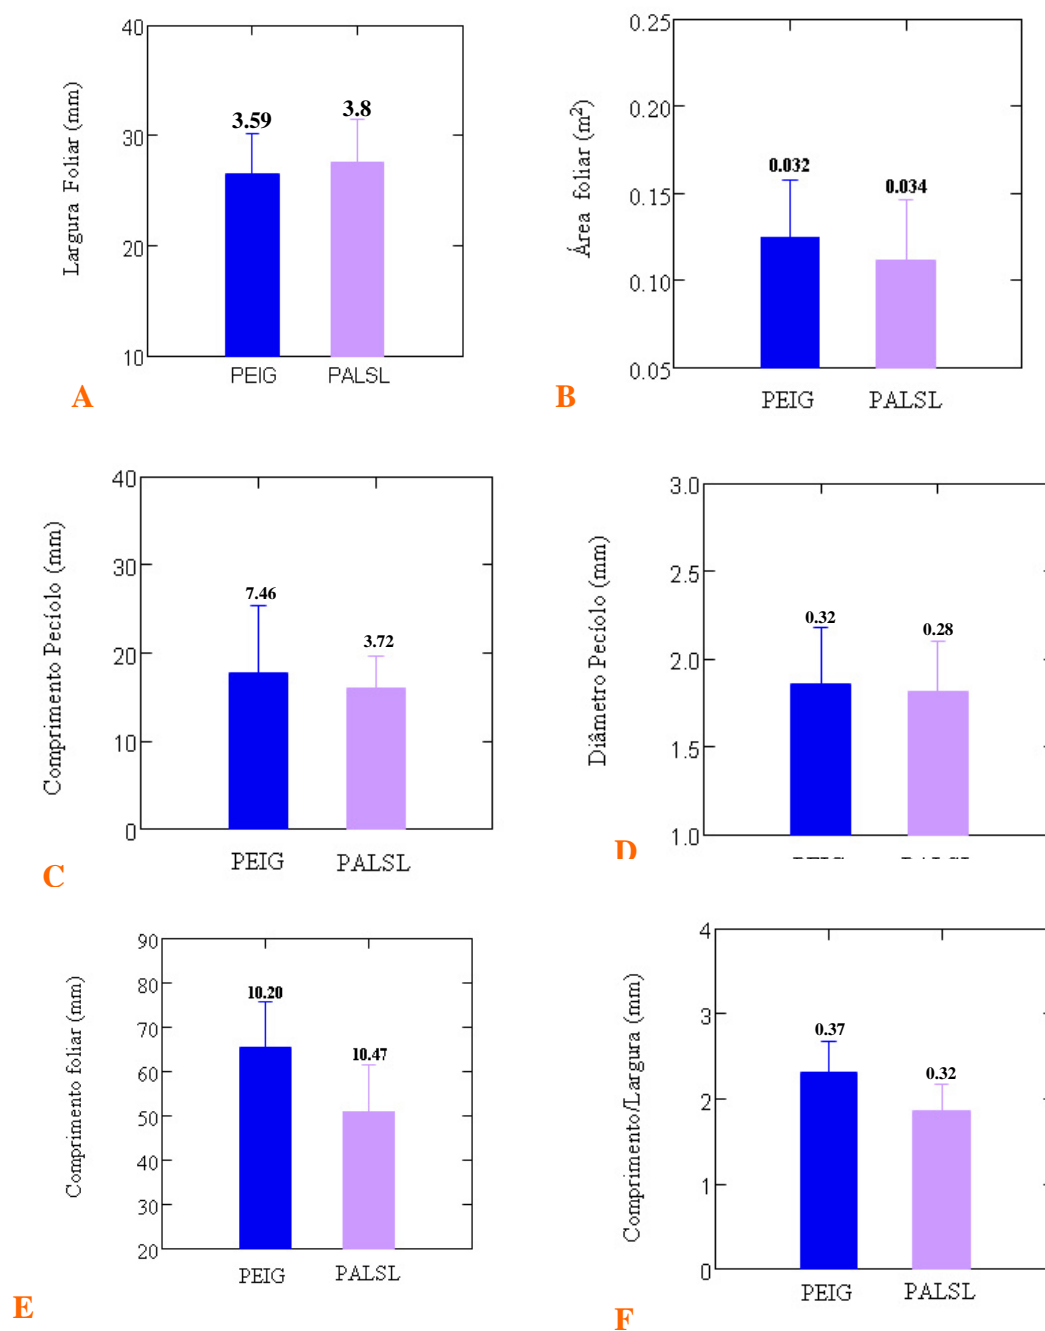 40
30
20
10
Largura Foliar (mm)
3.59
3.8
PEIG PALSL
A
0.25
0.20
0.15
0.10
0.05
Área foliar (m²)
0.032
0.034
PEIG PALSL
B
40
30
20
10
0
Comprimento Pecíolo (mm)
7.46
3.72
PEIG PALSL
C
3.0
2.5
2.0
1.5
1.0
Diâmetro Pecíolo (mm)
0.32
0.28
PEIG PALSL
D
90
80
70
60
50
40
30
20
Comprimento foliar (mm)
10.20
10.47
PEIG PALSL
E
4
3
2
1
0
Comprimento/Largura (mm)
0.37
0.32
PEIG PALSL
F